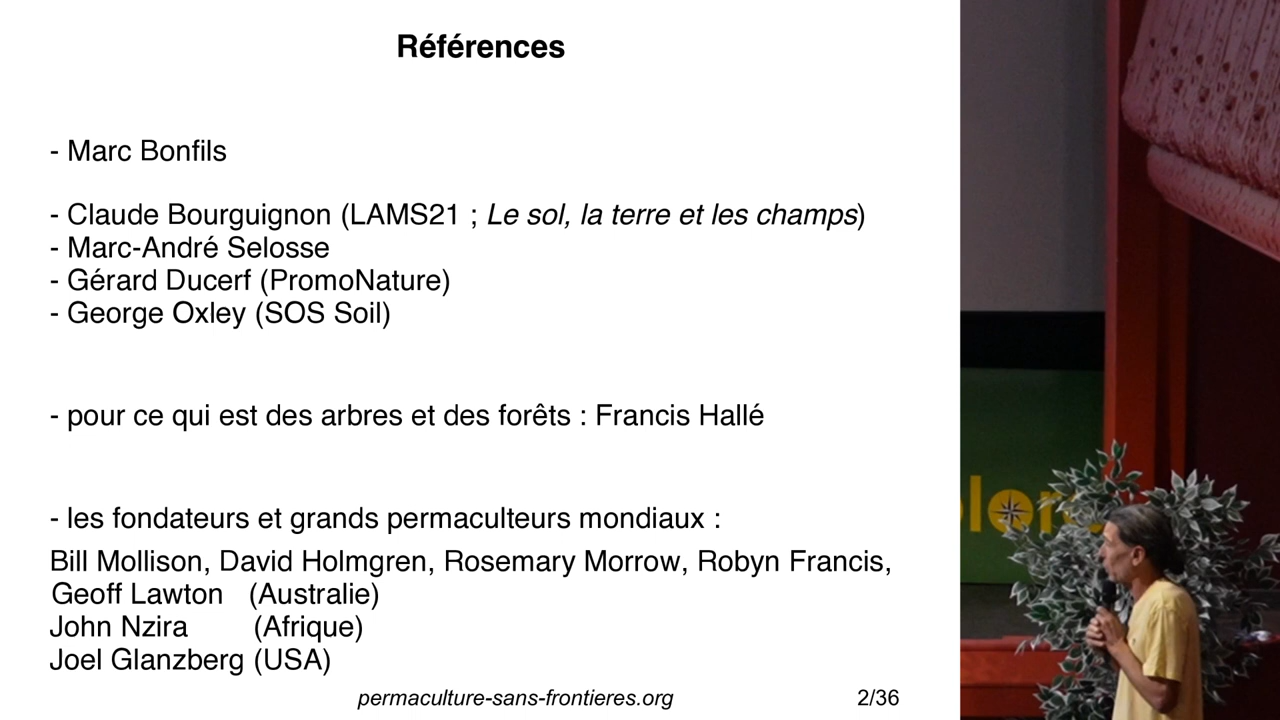 Références
- Marc Bonfils
- Claude Bourguignon (LAMS21 ; Le sol, la terre et les champs)
- Marc-André Selosse
- Gérard Ducerf (PromoNature)
- George Oxley (SOS Soil)
- pour ce qui est des arbres et des forêts : Francis Hallé
- les fondateurs et grands permaculteurs mondiaux :
Bill Mollison, David Holmgren, Rosemary Morrow, Robyn Francis,
Geoff Lawton (Australie)
John Nzira (Afrique)
Joel Glanzberg (USA)
permaculture-sans-frontieres.org 2/36